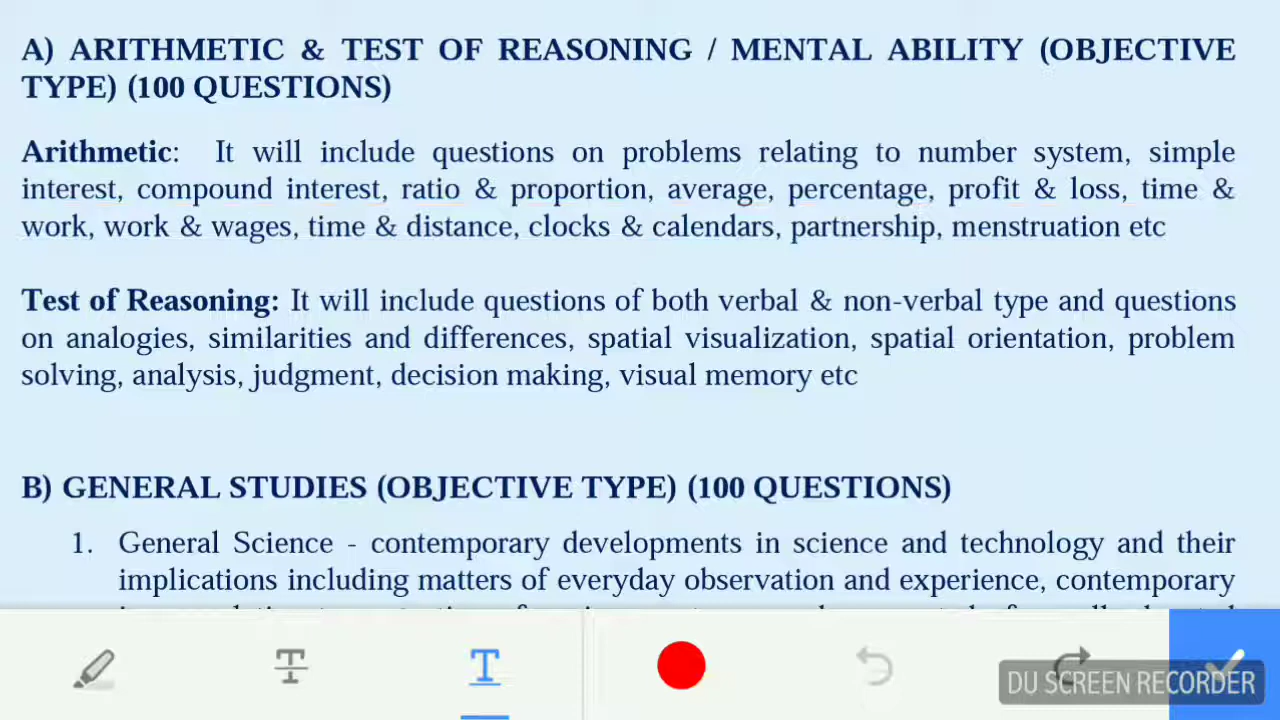 A) ARITHMETIC & TEST OF REASONING / MENTAL ABILITY (OBJECTIVE
TYPE) (100 QUESTIONS)
Arithmetic: It will include questions on problems relating to number system, simple
interest, compound interest, ratio & proportion, average, percentage, profit & loss, time &
work, work & wages, time & distance, clocks & calendars, partnership, menstruation etc
Test of Reasoning: It will include questions of both verbal & non-verbal type and questions
on analogies, similarities and differences, spatial visualization, spatial orientation, problem
solving, analysis, judgment, decision making, visual memory etc
B) GENERAL STUDIES (OBJECTIVE TYPE) (100 QUESTIONS)
1. General Science - contemporary developments in science and technology and their
implications including matters of everyday observation and experience, contemporary
T T
DU SCREEN RECORDER